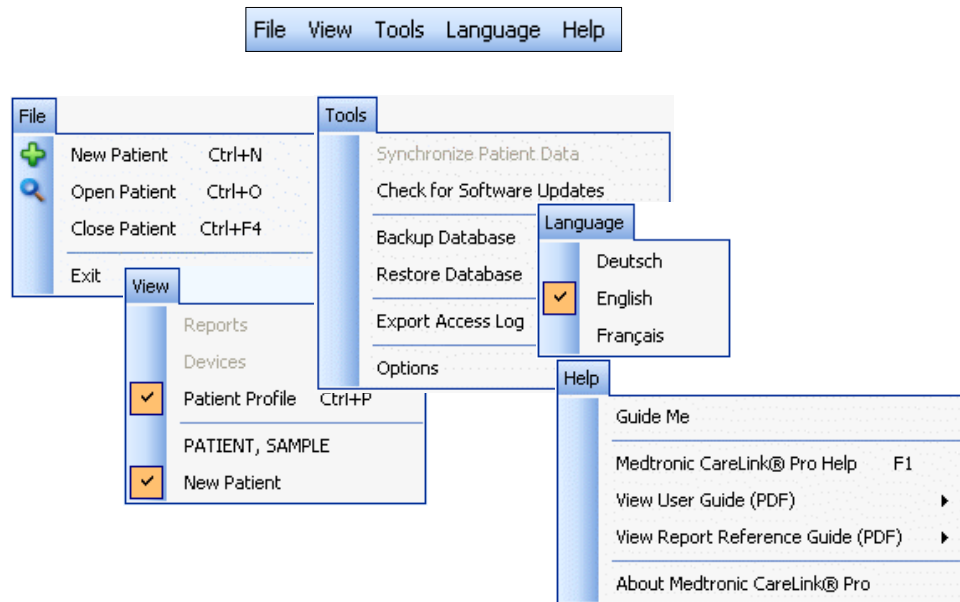 File View Tools Language Help
File
New Patient Ctrl+N
Open Patient Ctrl+O
Close Patient Ctrl+F4
Exit
View
Reports
Devices
Patient Profile Ctrl+P
PATIENT, SAMPLE
New Patient
Tools
Synchronize Patient Data
Check for Software Updates
Backup Database
Restore Database
Export Access Log
Options
Language
Deutsch
English
Français
Help
Guide Me
Medtronic CareLink® Pro Help F1
View User Guide (PDF)
View Report Reference Guide (PDF)
About Medtronic CareLink® Pro